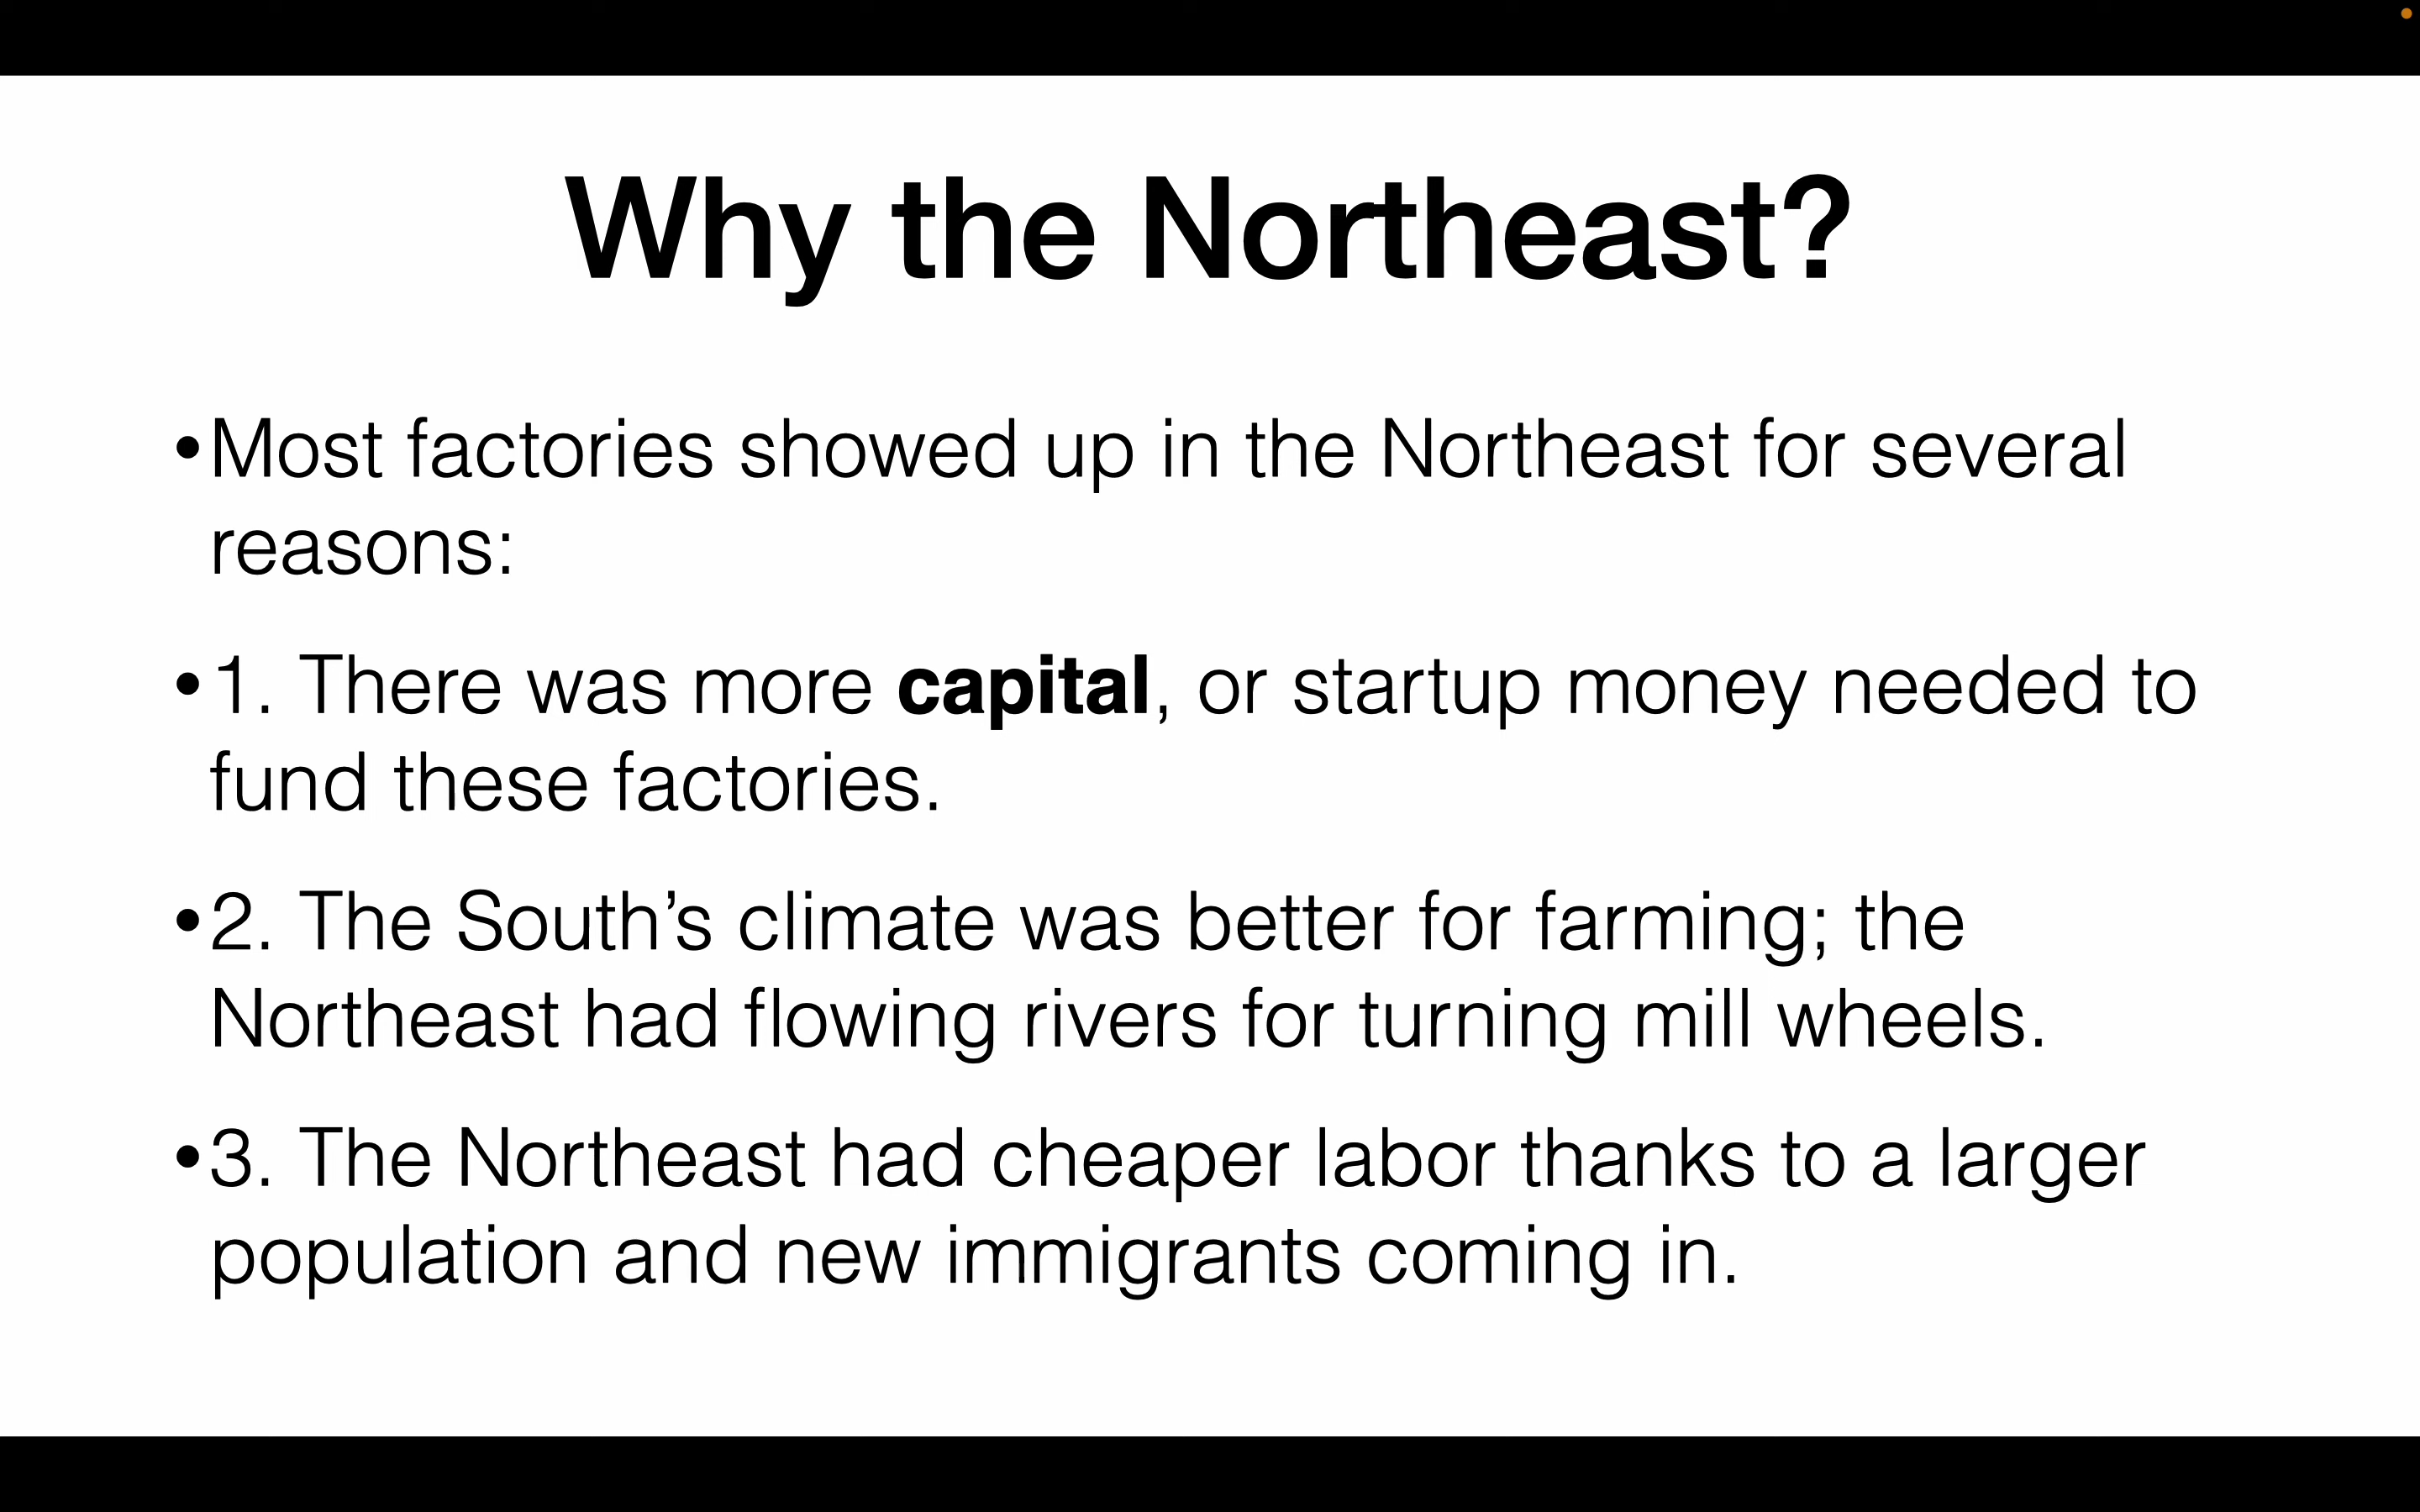 Why the Northeast?
•Most factories showed up in the Northeast for several
reasons:
•1. There was more capital, or startup money needed to
fund these factories.
•2. The South’s climate was better for farming; the
Northeast had flowing rivers for turning mill wheels.
•3. The Northeast had cheaper labor thanks to a larger
population and new immigrants coming in.